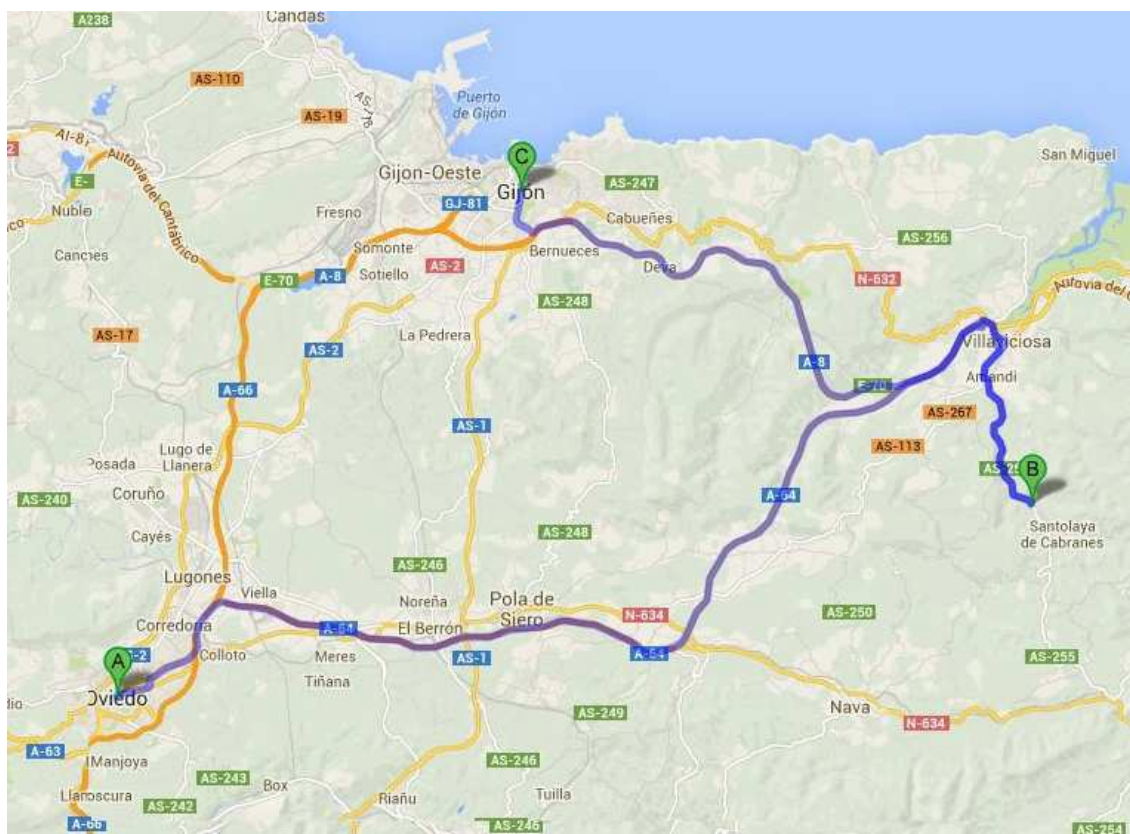 A238
Candas
AS-110
AS-19
Puerto
de Gijón
C
San Miguel
Gijon-Oeste
Gijón
AS-247
Autovia del Cantábrico
E-
Nublo
GJ-81
Cabueñes
Fresno
AS-256
Somonte
Bernueces
E-70
A-8
Sotiello
AS-2
Deva
N-632
AS-248
AS-17
La Pedrera
Villaviciosa
AS-2
A-8
E-70
Amandi
A-66
AS-267
AS-1
AS-113
Lugo de
Llanera
Posada
B
Coruño
AS-240
A-64
Santolaya
de Cabranes
Cayés
AS-248
AS-246
Lugones
Viella
Noreña
Pola de
Siero
N-634
AS-250
Corredoria
A-64
El Berrón
Colloto
Meres
AS-1
A-64
AS-255
A
Tiñana
Oviedo
AS-249
Nava
N-634
A-63
Manjoya
AS-246
AS-243
Box
Tuilla
AS-242
Riañu
A-66
AS-246
AS-254